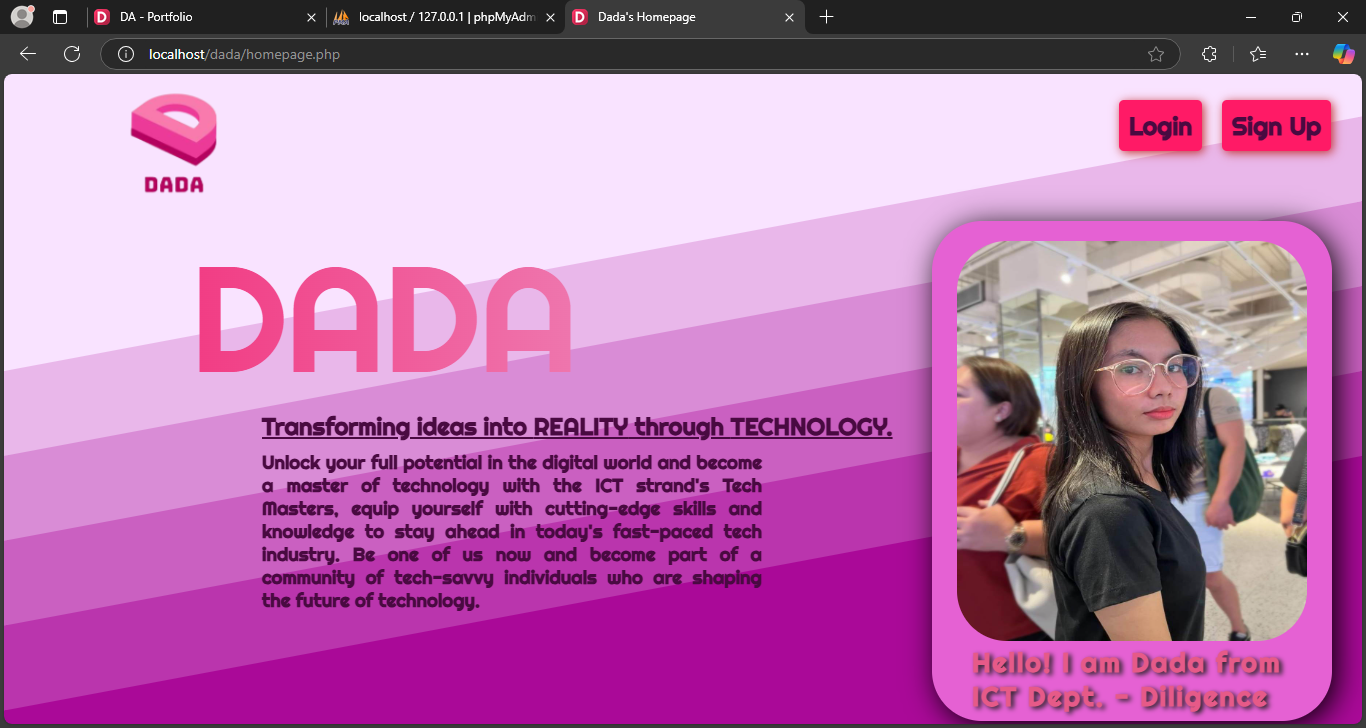 DA - Portfolio
localhost / 127.0.0.1 | phpMyAdm
Dada's Homepage
localhost/dada/homepage.php
DADA
Login
Sign Up
DADA
Transforming ideas into REALITY through TECHNOLOGY.
Unlock your full potential in the digital world and become
a master of technology with the ICT strand's Tech
Masters, equip yourself with cutting-edge skills and
knowledge to stay ahead in today's fast-paced tech
industry. Be one of us now and become part of a
community of tech-savvy individuals who are shaping
the future of technology.
Hello! I am Dada from
ICT Dept. - Diligence